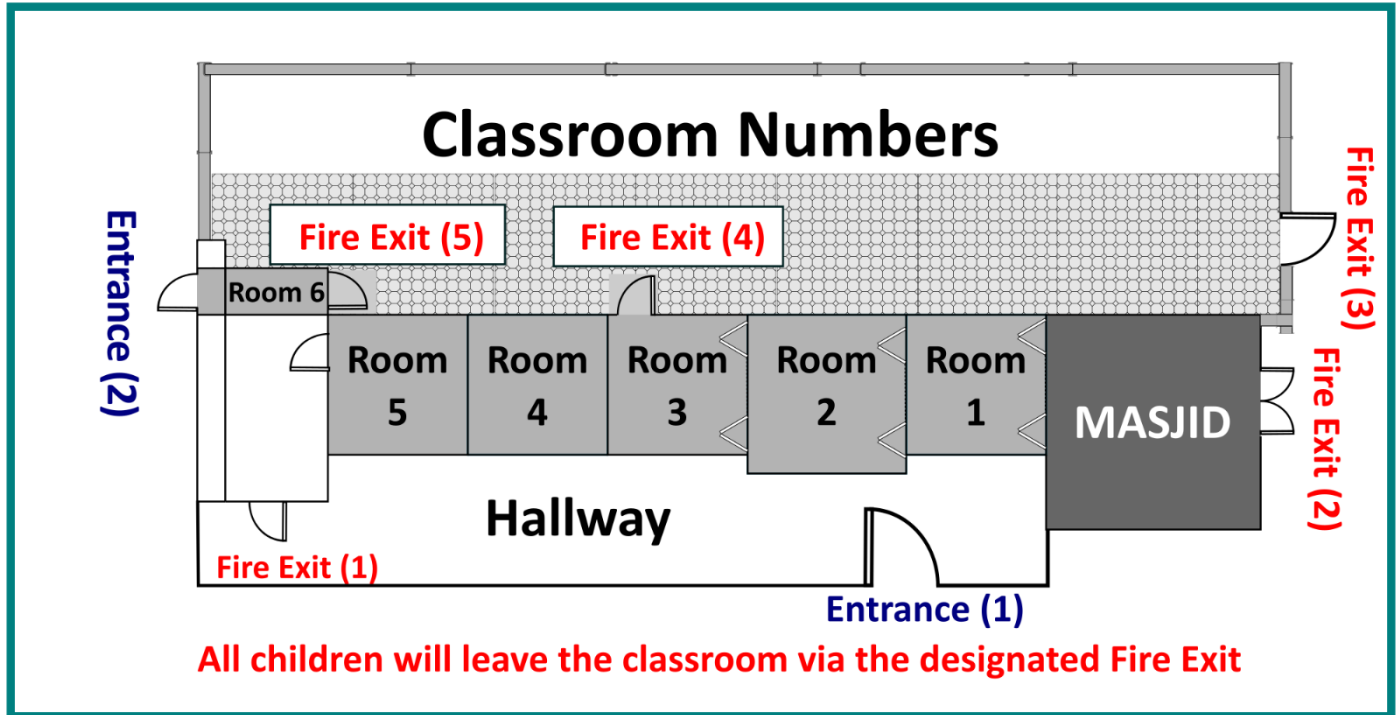 Classroom Numbers
Fire Exit (5)
Fire Exit (4)
Fire Exit (3)
Entrance (2)
Room 6
Room
5
Room
4
Room
3
Room
2
Room
1
MASJID
Fire Exit (2)
Hallway
Fire Exit (1)
Entrance (1)
All children will leave the classroom via the designated Fire Exit